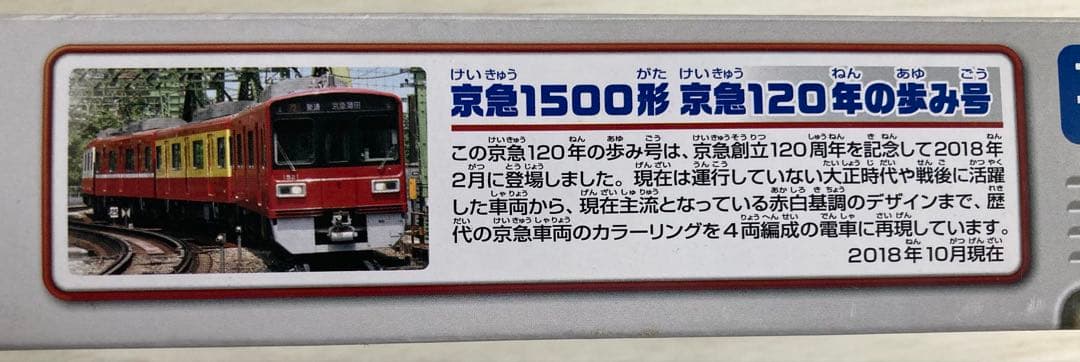 京急1500形 京急120年の歩み号
この京急120年の歩み号は、京急創立120周年を記念して2018年
2月に登場しました。現在は運行していない大正時代や戦後に活躍
した車両から、現在主流となっている赤白基調のデザインまで、歴
代の京急車両のカラーリングを4両編成の電車に再現しています。
2018年10月現在
普通 京急蒲田
1521